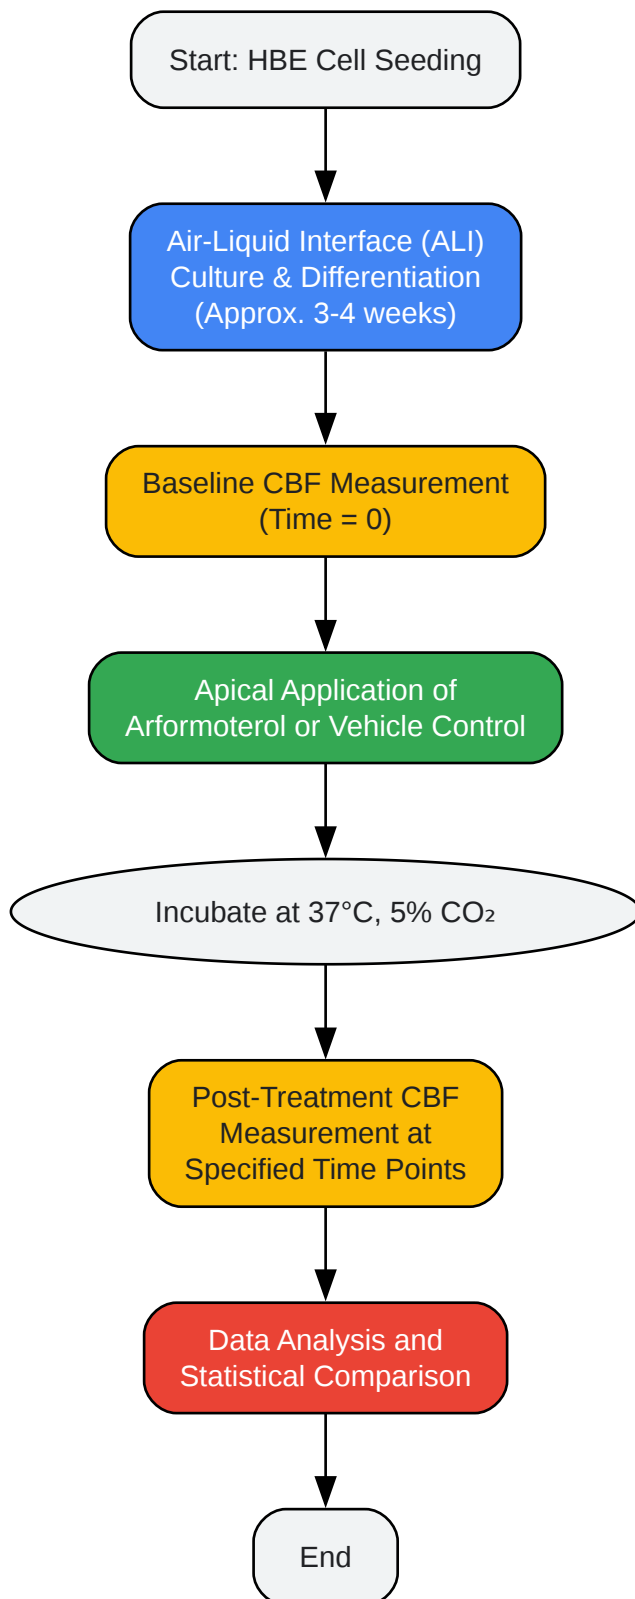 Start: HBE Cell Seeding
Air-Liquid Interface (ALI)
Culture & Differentiation
(Approx. 3-4 weeks)
Baseline CBF Measurement
(Time = 0)
Apical Application of
Arformoterol or Vehicle Control
Incubate at 37°C, 5% CO₂
Post-Treatment CBF
Measurement at
Specified Time Points
Data Analysis and
Statistical Comparison
End